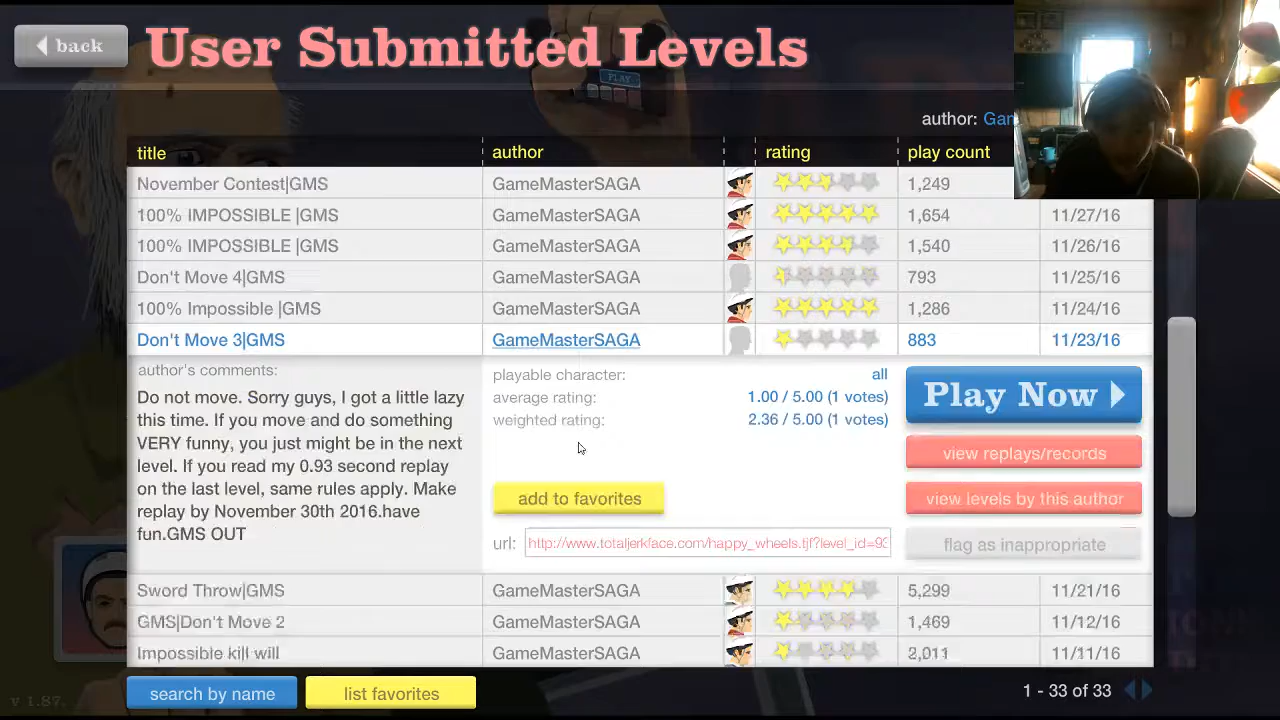 back
User Submitted Levels
Play
author: Gam
title author rating play count
November Contest|GMS GameMasterSAGA 1,249
100% IMPOSSIBLE |GMS GameMasterSAGA 1,654 11/27/16
100% IMPOSSIBLE |GMS GameMasterSAGA 1,540 11/26/16
Don't Move 4|GMS GameMasterSAGA 793 11/25/16
100% Impossible |GMS GameMasterSAGA 1,286 11/24/16
Don't Move 3|GMS GameMasterSAGA 883 11/23/16
author's comments:
Do not move. Sorry guys, I got a little lazy
this time. If you move and do something
VERY funny, you just might be in the next
level. If you read my 0.93 second replay
on the last level, same rules apply. Make
replay by November 30th 2016.have
fun.GMS OUT
playable character: all
average rating: 1.00 / 5.00 (1 votes)
weighted rating: 2.36 / 5.00 (1 votes)
add to favorites
url: http://www.totaljerkface.com/happy_wheels.tjf?level_id=93
Play Now
view replays/records
view levels by this author
flag as inappropriate
Sword Throw|GMS GameMasterSAGA 5,299 11/21/16
GMS|Don't Move 2 GameMasterSAGA 1,469 11/12/16
Impossible kill will GameMasterSAGA 2,011 11/11/16
v 1.87.
search by name
list favorites
1 - 33 of 33